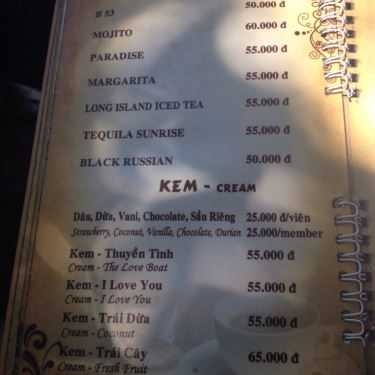 B 53 50.000 đ
MOJITO 60.000 đ
PARADISE 55.000 đ
MARGARITA 55.000 đ
LONG ISLAND ICED TEA 55.000 đ
TEQUILA SUNRISE 55.000 đ
BLACK RUSSIAN 50.000 đ
KEM - CREAM
Dâu, Dừa, Vani, Chocolate, Sầu Riêng 25.000 đ/viên
Strawberry, Coconut, Vanilla, Chocolate, Durian 25.000/member
Kem - Thuyền Tình 55.000 đ
Cream - The Love Boat
Kem - I Love You 55.000 đ
Cream - I Love You
Kem - Trái Dừa 55.000 đ
Cream - Coconut
Kem - Trái Cây 65.000 đ
Cream - Fresh Fruit